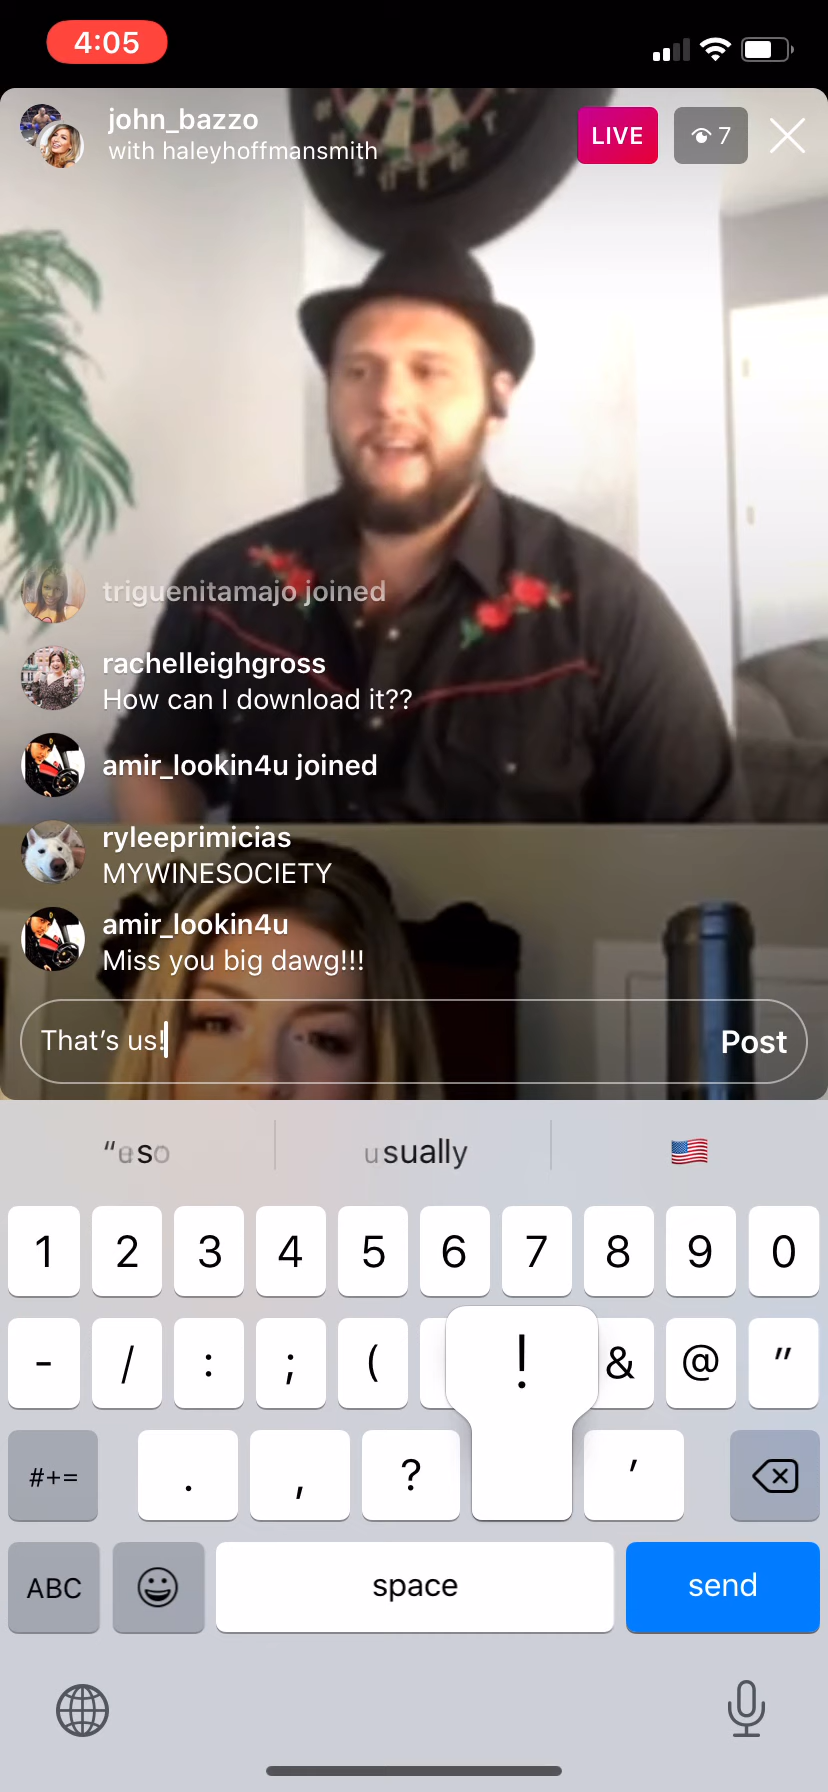 4:05
john_bazzo
with haleyhoffmansmith
LIVE
7
triguenitamajo joined
rachelleighgross
How can I download it??
amir_lookin4u joined
ryleeprimicias
MYWINESOCIETY
amir_lookin4u
Miss you big dawg!!!
That’s us!
Post
usually 🇺🇸
1 2 3 4 5 6 7 8 9 0
- / : ; ( ! & @ "
#+= . , ? '
ABC space send